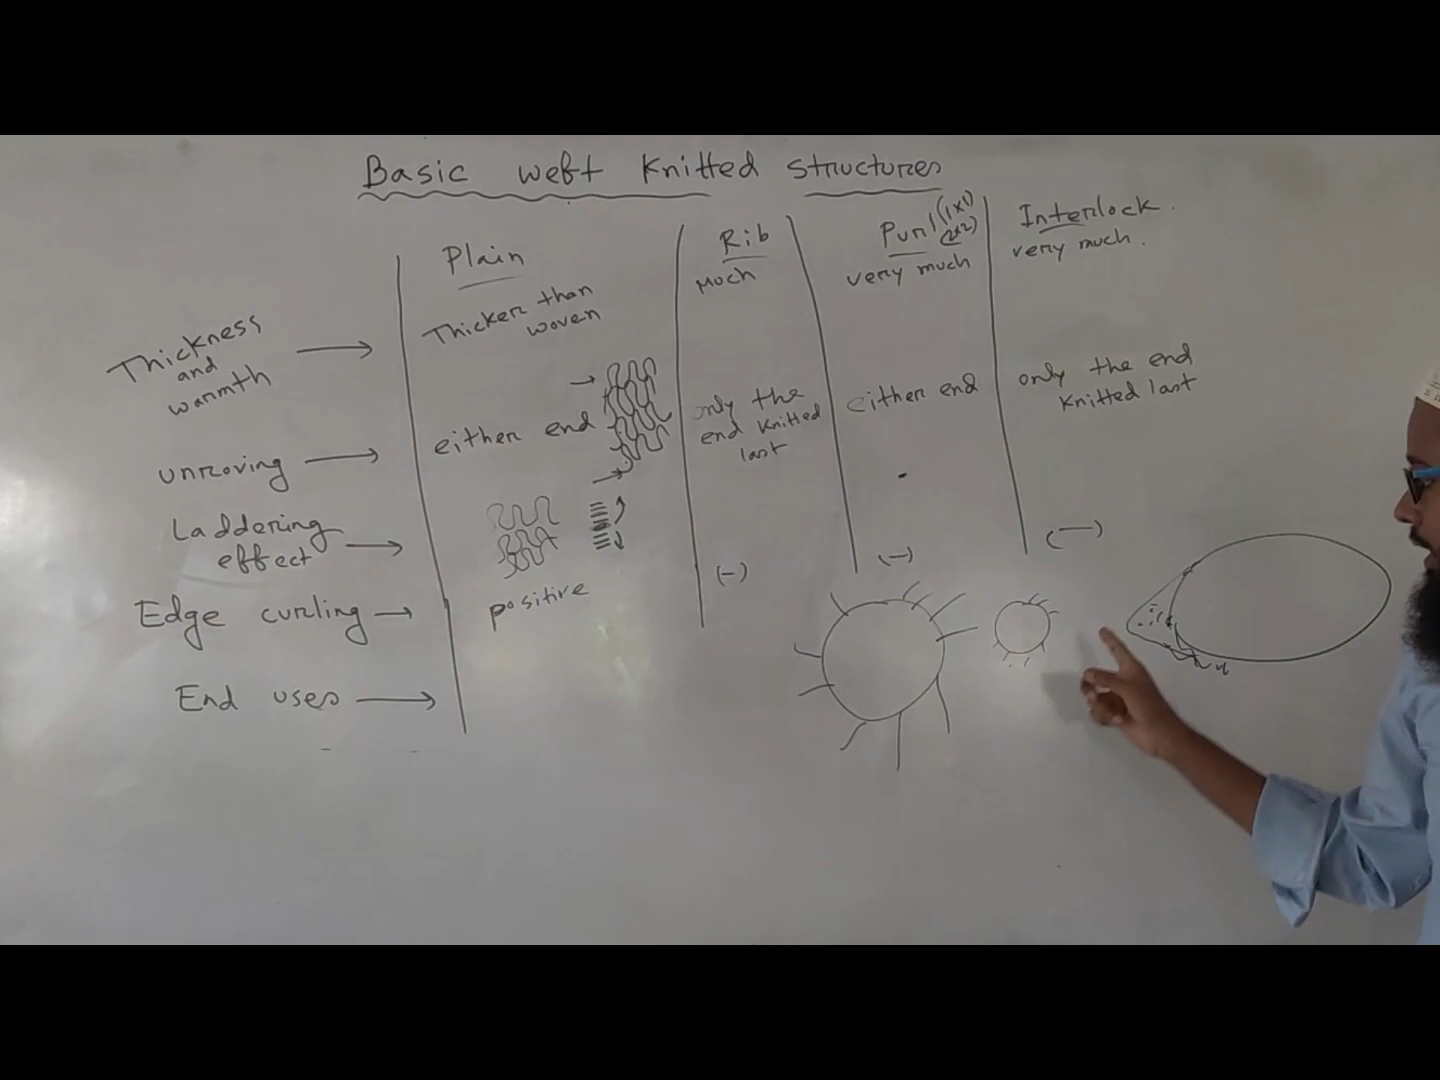 Basic weft Knitted Structures
Plain
Rib
Purl (1x1)
(2x2)
Interlock
Thickness
and
warmth
Thicker than
woven
Much
very much
very much
unroving
either end
only the
end knitted
last
either end
only the end
Knitted last
Laddering
effect
Edge curling
positive
(-)
(-)
(-)
End uses